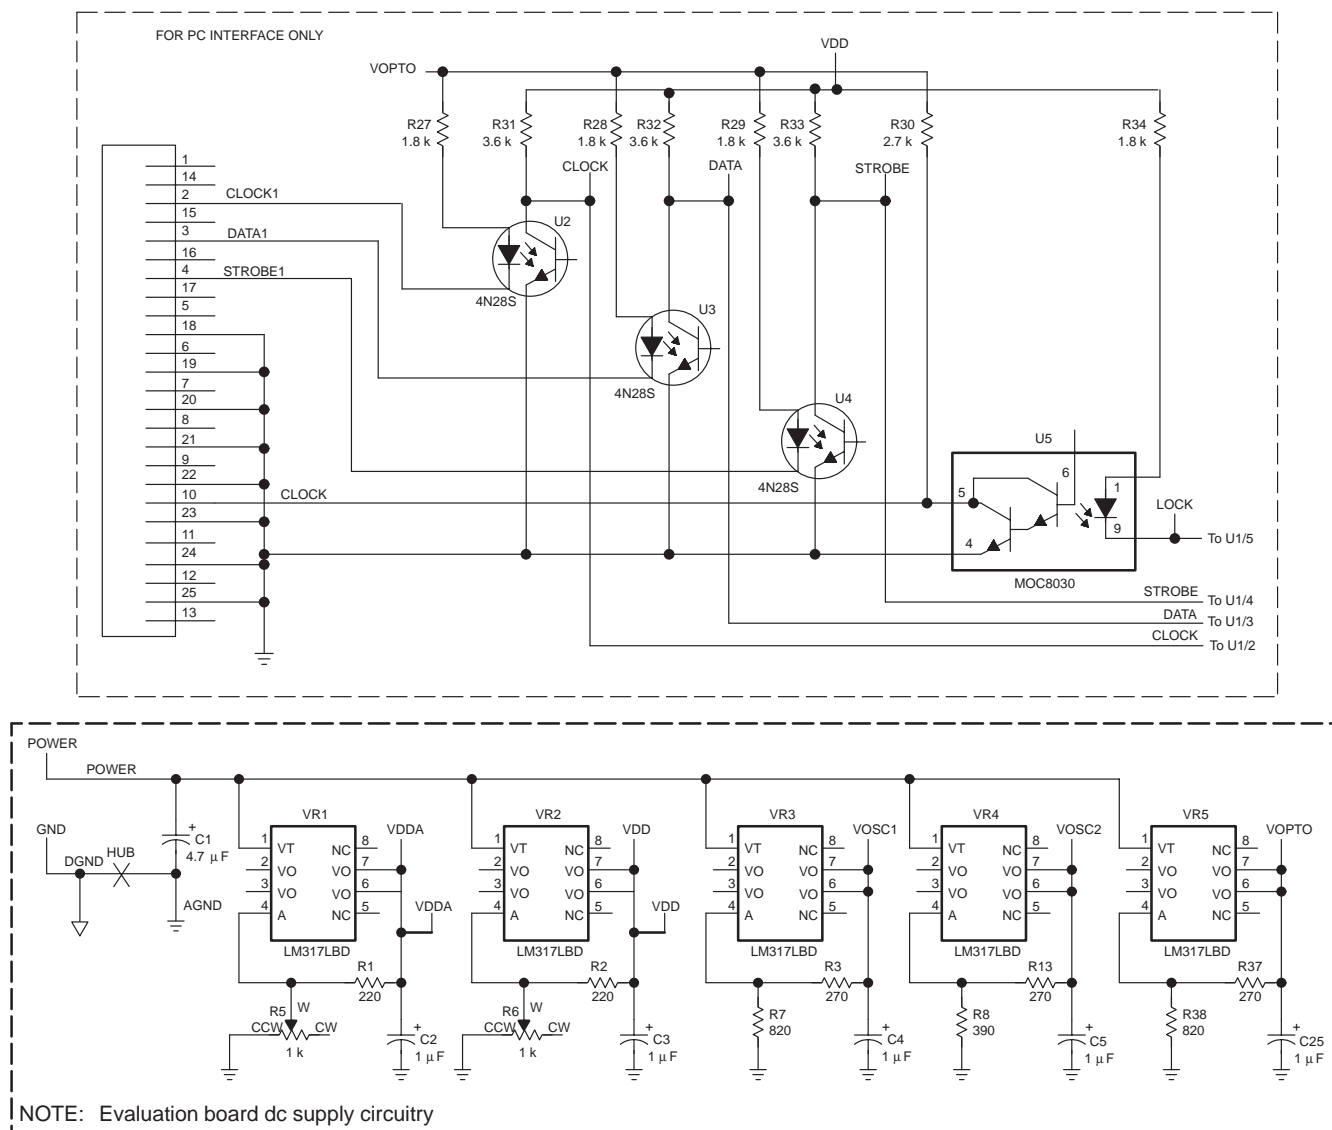 FOR PC INTERFACE ONLY
VDD
VOPTO
R27
1.8 k
R31
3.6 k
R28
1.8 k
R32
3.6 k
R29
1.8 k
R33
3.6 k
R30
2.7 k
R34
1.8 k
CLOCK
DATA
STROBE
1
14
2
CLOCK1
15
3
DATA1
16
4
STROBE1
17
5
18
6
19
7
20
8
21
9
22
10
CLOCK
23
11
24
12
25
13
U2
4N28S
U3
4N28S
U4
4N28S
U5
6
5
1
4
9
MOC8030
LOCK
To U1/5
STROBE
To U1/4
DATA
To U1/3
CLOCK
To U1/2
POWER
POWER
GND
DGND
HUB
+
C1
4.7 µF
AGND
VR1
1
VT
NC
8
2
VO
VO
7
3
VO
VO
6
4
A
NC
5
LM317LBD
VDDA
VDDA
R1
220
R5
W
CCW
CW
1 k
+
C2
1 µF
VR2
1
VT
NC
8
2
VO
VO
7
3
VO
VO
6
4
A
NC
5
LM317LBD
VDD
VDD
R2
220
R6
W
CCW
CW
1 k
+
C3
1 µF
VR3
1
VT
NC
8
2
VO
VO
7
3
VO
VO
6
4
A
NC
5
LM317LBD
VOSC1
R3
270
R7
820
+
C4
1 µF
VR4
1
VT
NC
8
2
VO
VO
7
3
VO
VO
6
4
A
NC
5
LM317LBD
VOSC2
R13
270
R8
390
+
C5
1 µF
VR5
1
VT
NC
8
2
VO
VO
7
3
VO
VO
6
4
A
NC
5
LM317LBD
VOPTO
R37
270
R38
820
+
C25
1 µF
NOTE: Evaluation board dc supply circuitry